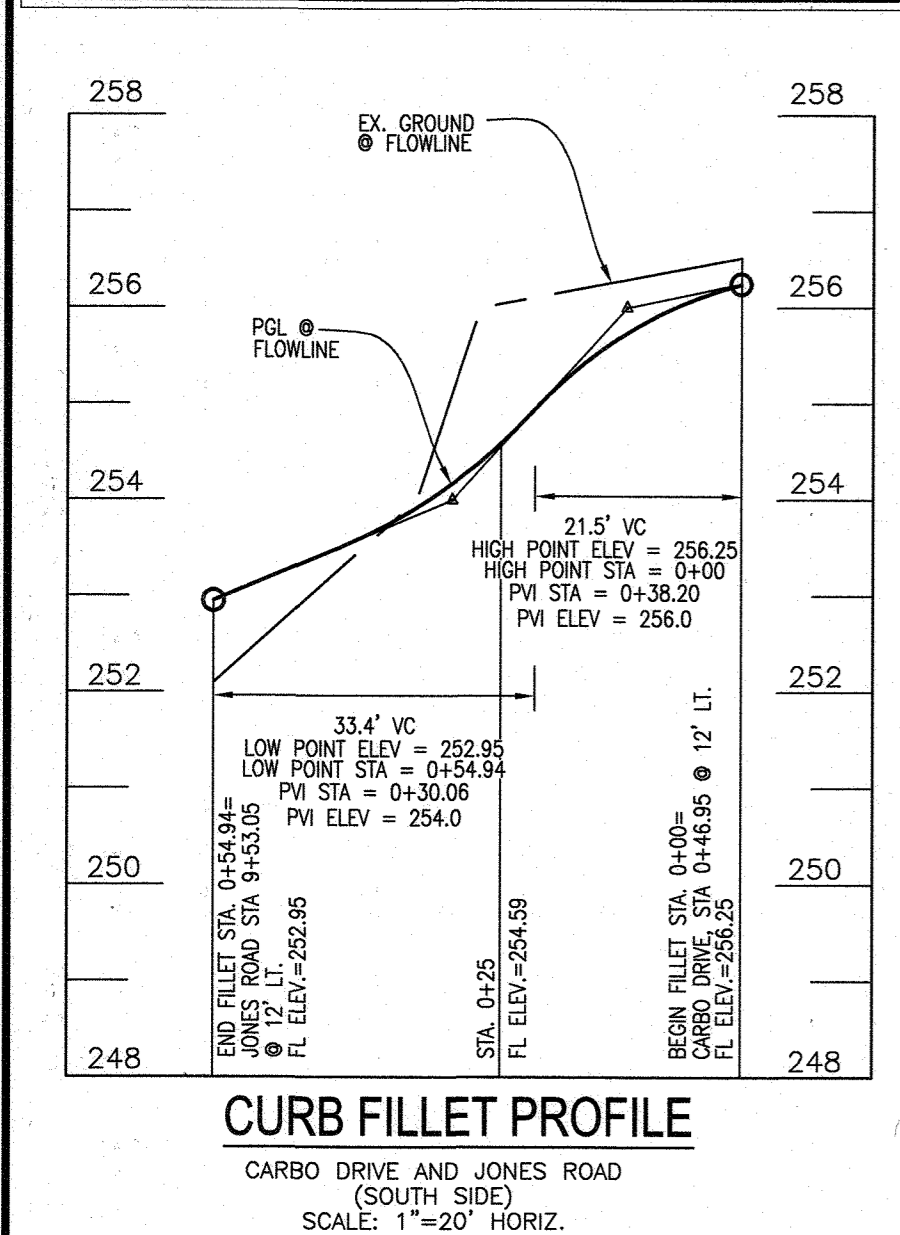 258
258
EX. GROUND
@ FLOWLINE
256
256
PGL @
FLOWLINE
254
254
21.5' VC
HIGH POINT ELEV = 256.25
HIGH POINT STA = 0+00
PVI STA = 0+38.20
PVI ELEV = 256.0
252
252
33.4' VC
LOW POINT ELEV = 252.95
LOW POINT STA = 0+54.94
PVI STA = 0+30.06
PVI ELEV = 254.0
250
250
END FILLET STA. 0+54.94=
JONES ROAD STA 9+53.05
@ 12' LT.
FL ELEV.=252.95
STA. 0+25
FL ELEV.=254.59
BEGIN FILLET STA. 0+00=
CARBO DRIVE, STA 0+46.95 @ 12' LT.
FL ELEV.=256.25
248
248
CURB FILLET PROFILE
CARBO DRIVE AND JONES ROAD
(SOUTH SIDE)
SCALE: 1"=20' HORIZ.